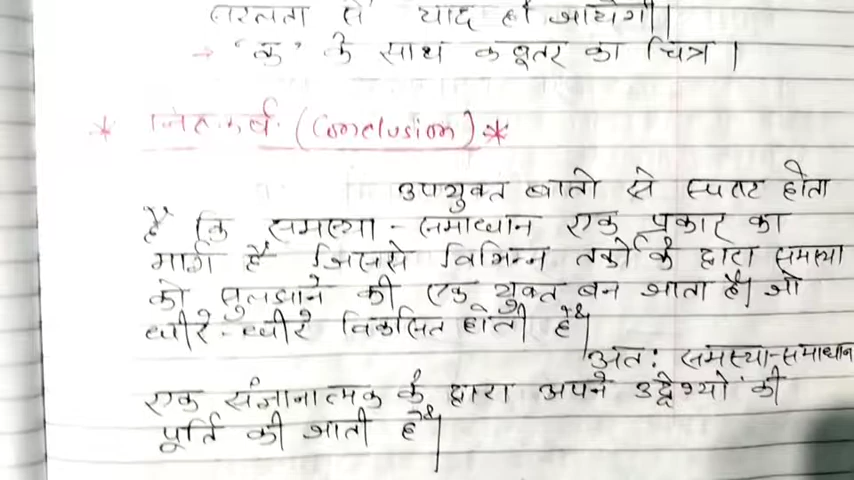 सरलता से याद हो जायेगी।
→ "क" के साथ कबूतर का चित्र।
* निष्कर्ष (Conclusion) *
उपयुक्त बातो से स्पष्ट होता
है कि समस्या - समाधान एक प्रकार का
मार्ग है जिससे विभिन्न तर्को के द्वारा समस्या
को सुलझाने की एक युक्त बन जाता है। जो
धीरे - धीरे विकसित होती है।
अत: समस्या-समाधान
एक संज्ञानात्मक के द्वारा अपने उद्देश्यो की
पूर्ति की जाती है।